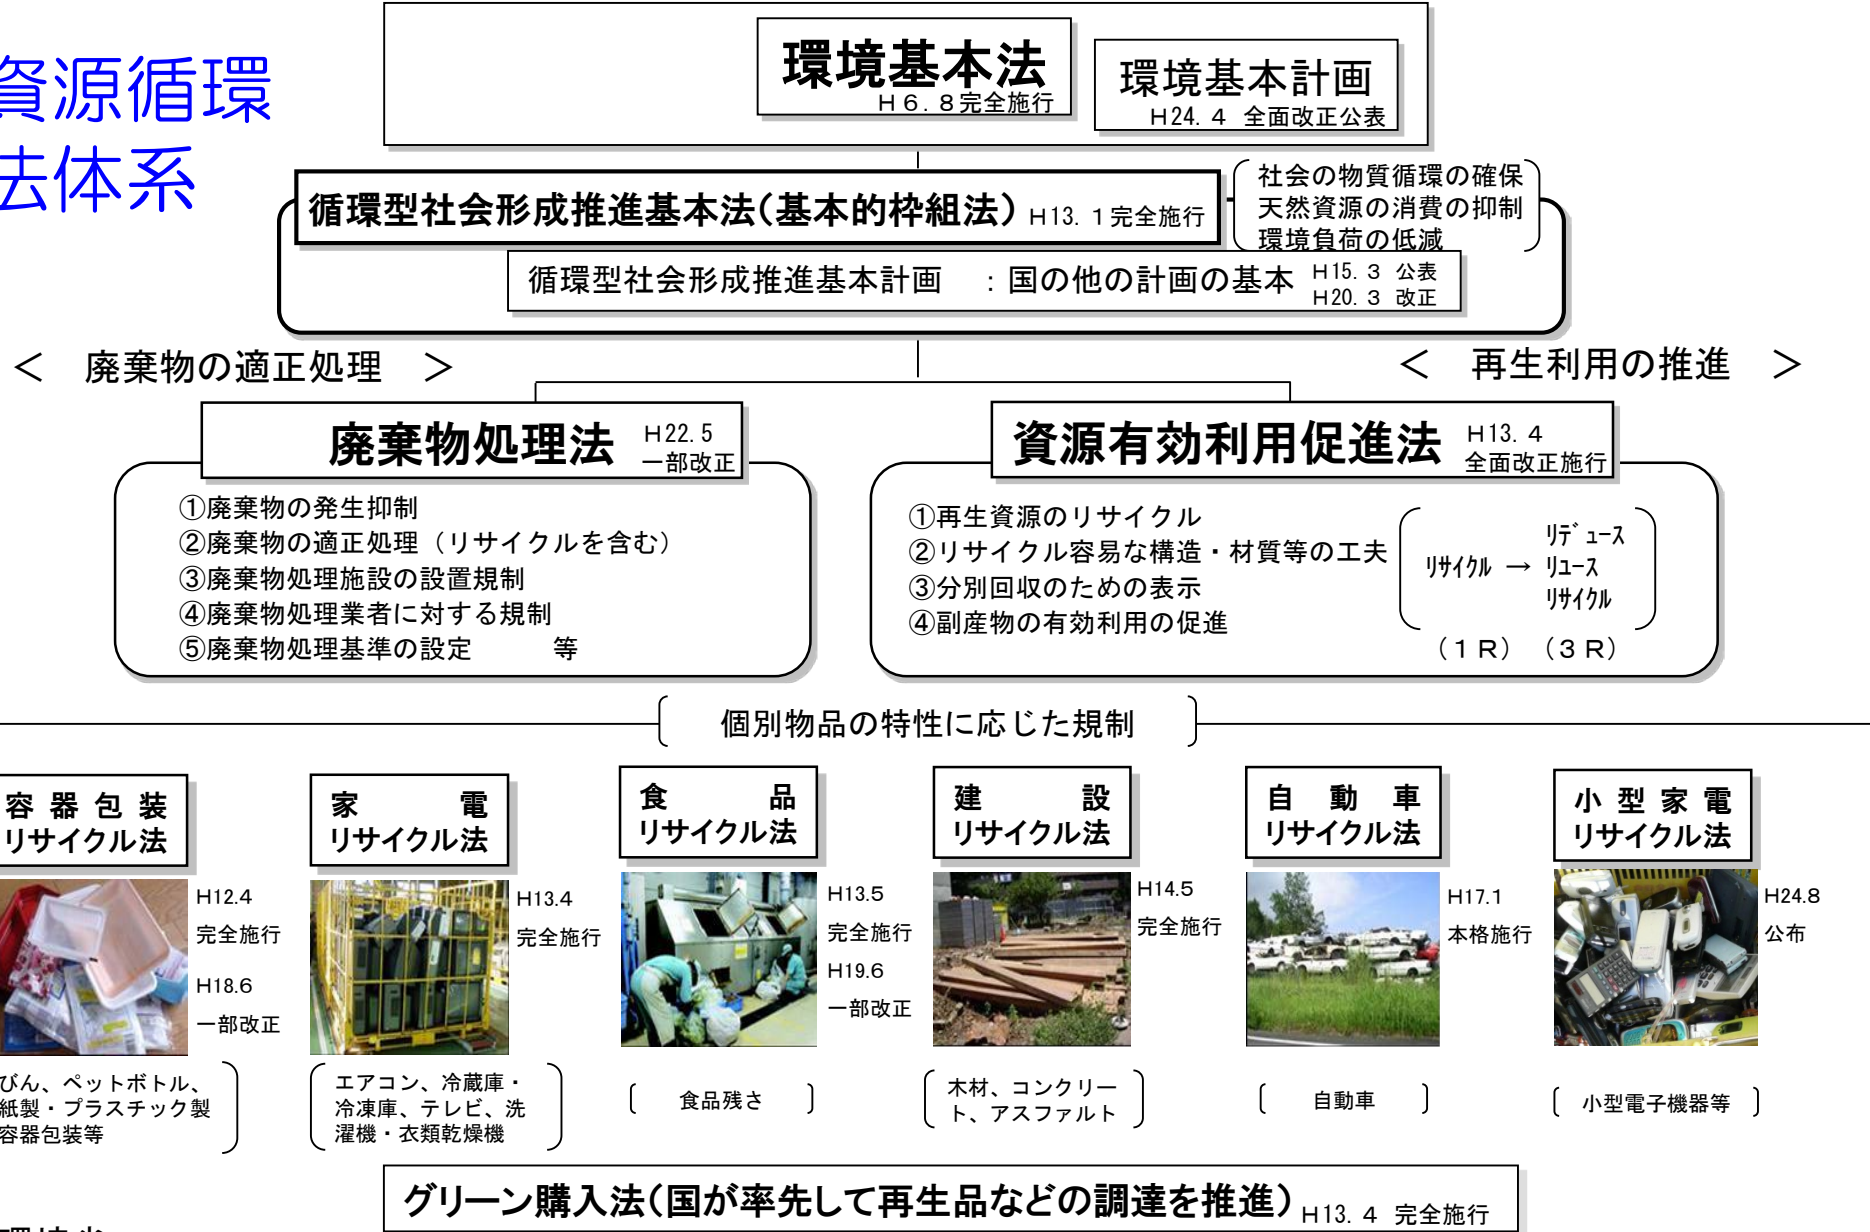 環境基本法
H6.8完全施行
環境基本計画
H24.4 全面改正公表
資源循環
法体系
循環型社会形成推進基本法(基本的枠組法) H13.1完全施行
社会の物質循環の確保
天然資源の消費の抑制
環境負荷の低減
循環型社会形成推進基本計画 :国の他の計画の基本
H15.3 公表
H20.3 改正
< 廃棄物の適正処理 >
< 再生利用の推進 >
廃棄物処理法
H22.5
一部改正
①廃棄物の発生抑制
②廃棄物の適正処理(リサイクルを含む)
③廃棄物処理施設の設置規制
④廃棄物処理業者に対する規制
⑤廃棄物処理基準の設定 等
資源有効利用促進法
H13.4
全面改正施行
①再生資源のリサイクル
②リサイクル容易な構造・材質等の工夫
③分別回収のための表示
④副産物の有効利用の促進
リデュース
リサイクル → リユース
リサイクル
(1R) (3R)
個別物品の特性に応じた規制
容器包装
リサイクル法
H12.4
完全施行
H18.6
一部改正
びん、ペットボトル、
紙製・プラスチック製
容器包装等
家電
リサイクル法
H13.4
完全施行
エアコン、冷蔵庫・
冷凍庫、テレビ、洗
濯機・衣類乾燥機
食品
リサイクル法
H13.5
完全施行
H19.6
一部改正
食品残さ
建設
リサイクル法
H14.5
完全施行
木材、コンクリー
ト、アスファルト
自動車
リサイクル法
H17.1
本格施行
自動車
小型家電
リサイクル法
H24.8
公布
小型電子機器等
グリーン購入法(国が率先して再生品などの調達を推進) H13.4 完全施行